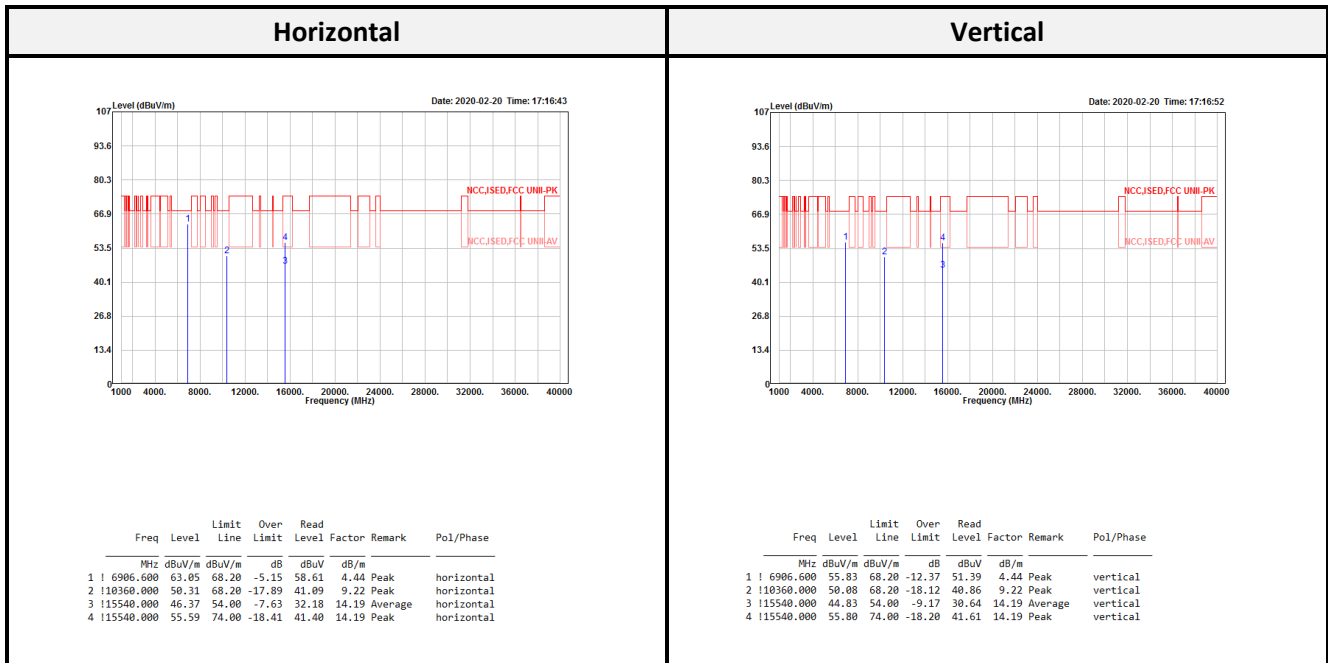 Horizontal
Vertical
Level (dBuV/m)
Date: 2020-02-20 Time: 17:16:43
107
93.6
80.3
NCC,ISED,FCC UNII-PK
66.9
1
4
53.5
NCC,ISED,FCC UNII-AV
2
3
40.1
26.8
13.4
0
1000 4000. 8000. 12000. 16000. 20000. 24000. 28000. 32000. 36000. 40000
Frequency (MHz)
Limit Over Read
Freq Level Line Limit Level Factor Remark Pol/Phase
MHz dBuV/m dBuV/m dB dBuV dB/m
1 ! 6906.600 63.05 68.20 -5.15 58.61 4.44 Peak horizontal
2 !10360.000 50.31 68.20 -17.89 41.09 9.22 Peak horizontal
3 !15540.000 46.37 54.00 -7.63 32.18 14.19 Average horizontal
4 !15540.000 55.59 74.00 -18.41 41.40 14.19 Peak horizontal
Level (dBuV/m)
Date: 2020-02-20 Time: 17:16:52
107
93.6
80.3
NCC,ISED,FCC UNII-PK
66.9
1
4
53.5
NCC,ISED,FCC UNII-AV
2
3
40.1
26.8
13.4
0
1000 4000. 8000. 12000. 16000. 20000. 24000. 28000. 32000. 36000. 40000
Frequency (MHz)
Limit Over Read
Freq Level Line Limit Level Factor Remark Pol/Phase
MHz dBuV/m dBuV/m dB dBuV dB/m
1 ! 6906.600 55.83 68.20 -12.37 51.39 4.44 Peak vertical
2 !10360.000 50.08 68.20 -18.12 40.86 9.22 Peak vertical
3 !15540.000 44.83 54.00 -9.17 30.64 14.19 Average vertical
4 !15540.000 55.80 74.00 -18.20 41.61 14.19 Peak vertical